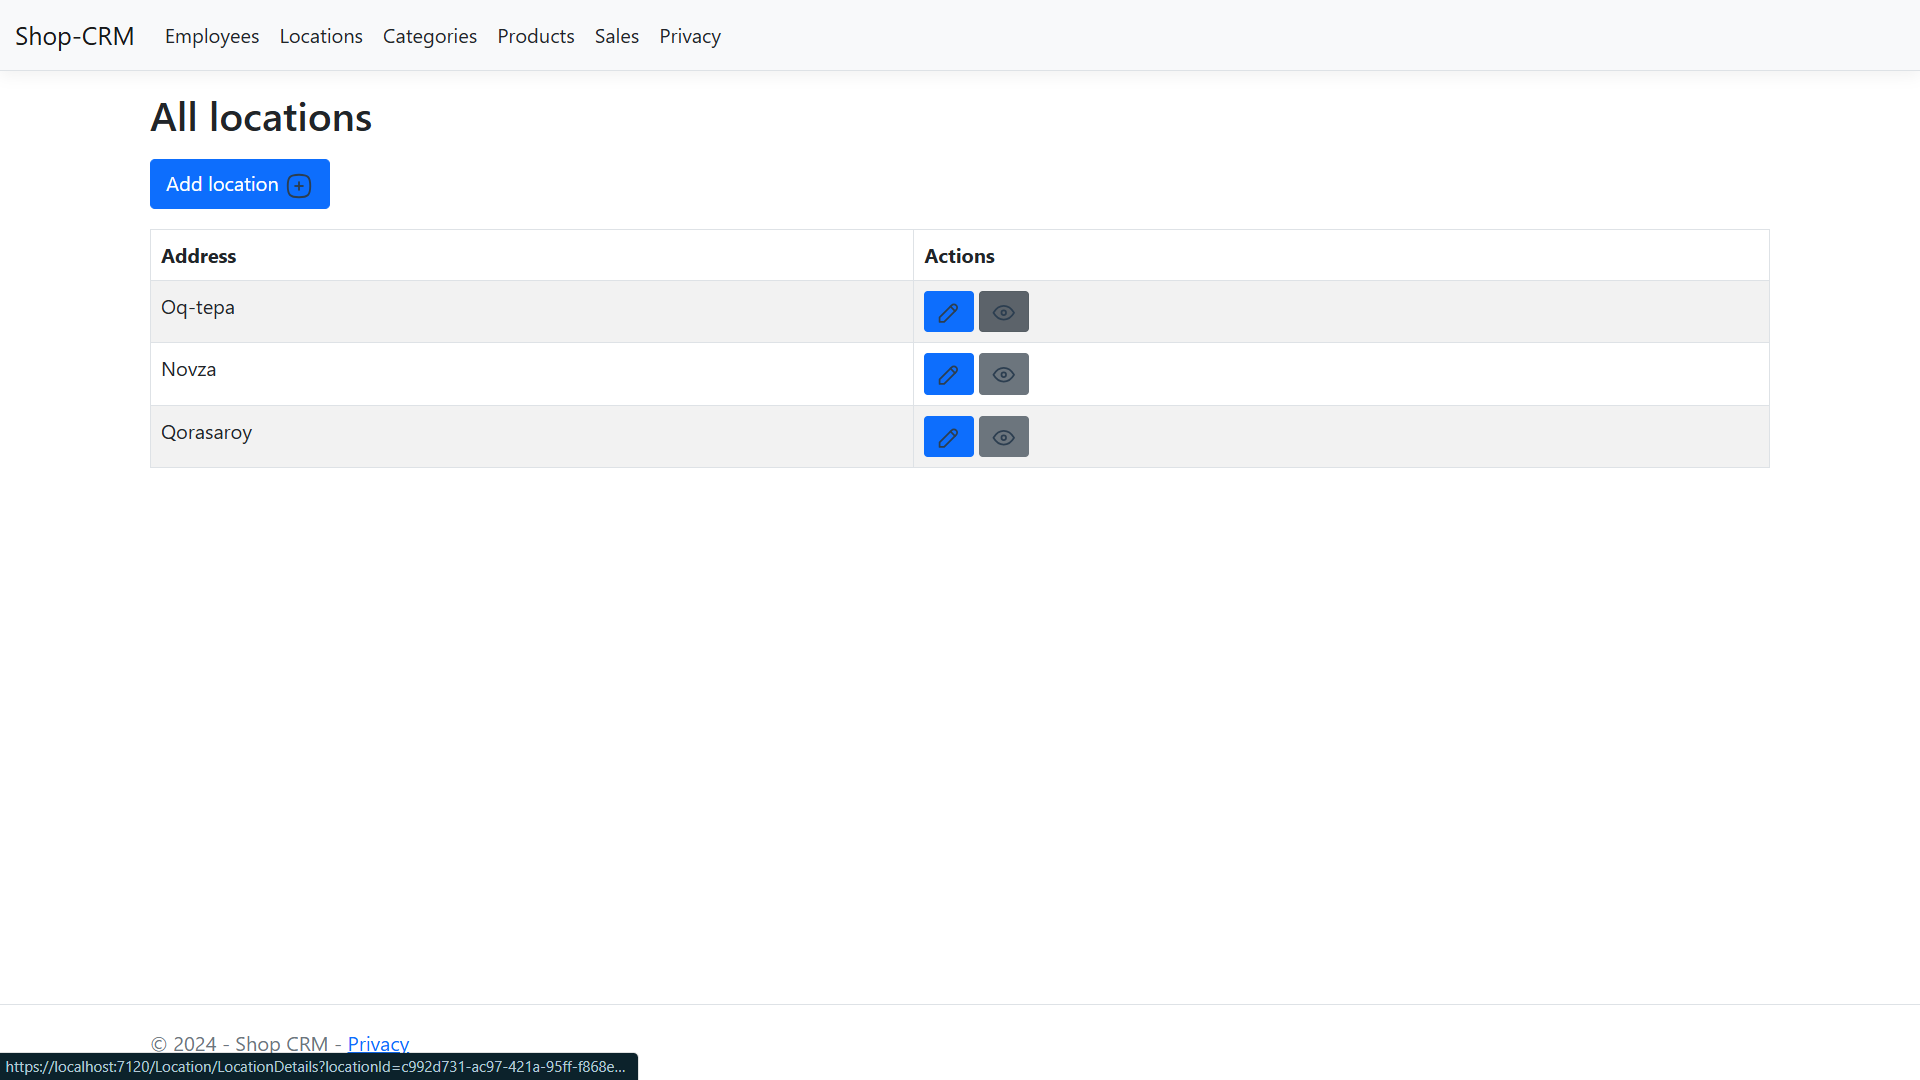 Shop-CRM Employees Locations Categories Products Sales Privacy
All locations
Add location
Address Actions
Oq-tepa
Novza
Qorasaroy
© 2024 - Shop CRM - Privacy
https://localhost:7120/Location/LocationDetails?locationId=c992d731-ac97-421a-95ff-f868e...